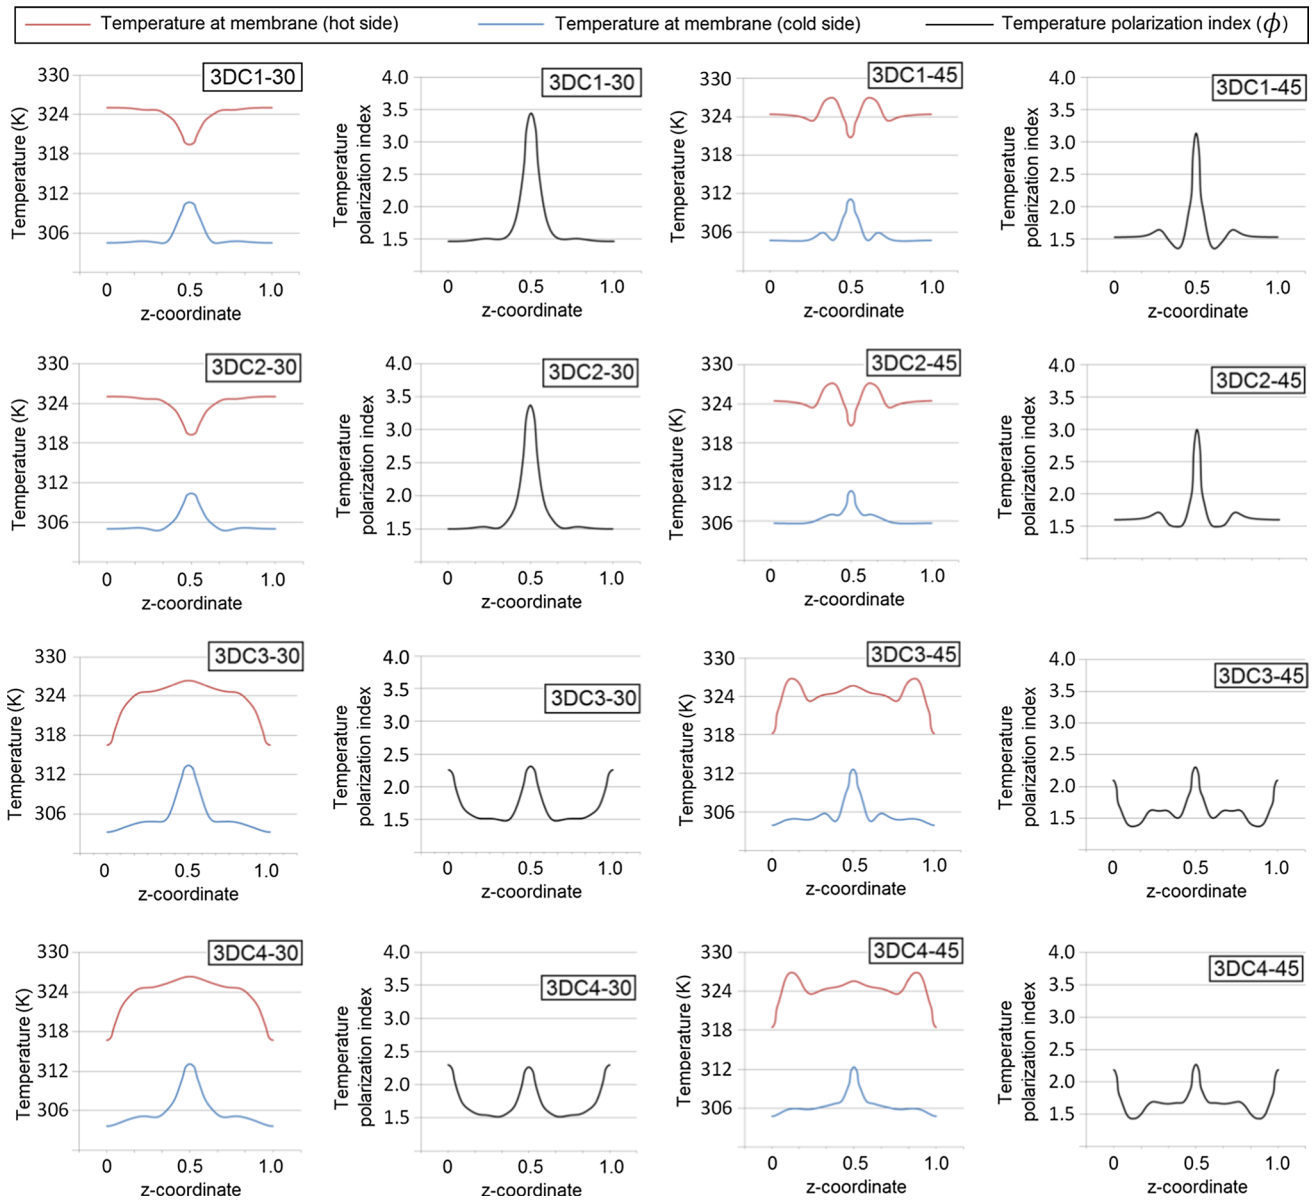 Temperature at membrane (hot side)
Temperature at membrane (cold side)
Temperature polarization index (ϕ)
3DC1-30
Temperature (K)
330
324
318
312
306
0 0.5 1.0
z-coordinate
3DC1-30
Temperature
polarization index
4.0
3.5
3.0
2.5
2.0
1.5
0 0.5 1.0
z-coordinate
3DC1-45
Temperature (K)
330
324
318
312
306
0 0.5 1.0
z-coordinate
3DC1-45
Temperature
polarization index
4.0
3.0
2.5
2.0
1.5
0 0.5 1.0
z-coordinate
3DC2-30
Temperature (K)
330
324
318
312
306
0 0.5 1.0
z-coordinate
3DC2-30
Temperature
polarization index
4.0
3.5
3.0
2.5
2.0
1.5
0 0.5 1.0
z-coordinate
3DC2-45
Temperature (K)
330
324
318
312
306
0 0.5 1.0
z-coordinate
3DC2-45
Temperature
polarization index
4.0
3.5
3.0
2.5
2.0
1.5
3DC3-30
Temperature (K)
330
324
318
312
306
0 0.5 1.0
z-coordinate
3DC3-30
Temperature
polarization index
4.0
3.5
3.0
2.5
2.0
1.5
0 0.5 1.0
z-coordinate
3DC3-45
Temperature (K)
330
324
318
312
306
0 0.5 1.0
z-coordinate
3DC3-45
Temperature
polarization index
4.0
3.5
3.0
2.5
2.0
1.5
0 0.5 1.0
z-coordinate
3DC4-30
Temperature (K)
330
324
318
312
306
0 0.5 1.0
z-coordinate
3DC4-30
Temperature
polarization index
4.0
3.5
3.0
2.5
2.0
1.5
0 0.5 1.0
z-coordinate
3DC4-45
Temperature (K)
330
324
318
312
306
0 0.5 1.0
z-coordinate
3DC4-45
Temperature
polarization index
4.0
3.5
3.0
2.5
2.0
1.5
0 0.5 1.0
z-coordinate